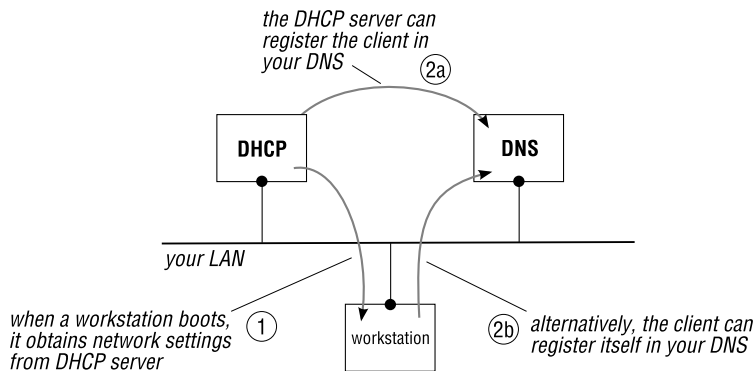 the DHCP server can
register the client in
your DNS
2a
DHCP
DNS
your LAN
when a workstation boots,
it obtains network settings
from DHCP server
1
workstation
2b
alternatively, the client can
register itself in your DNS